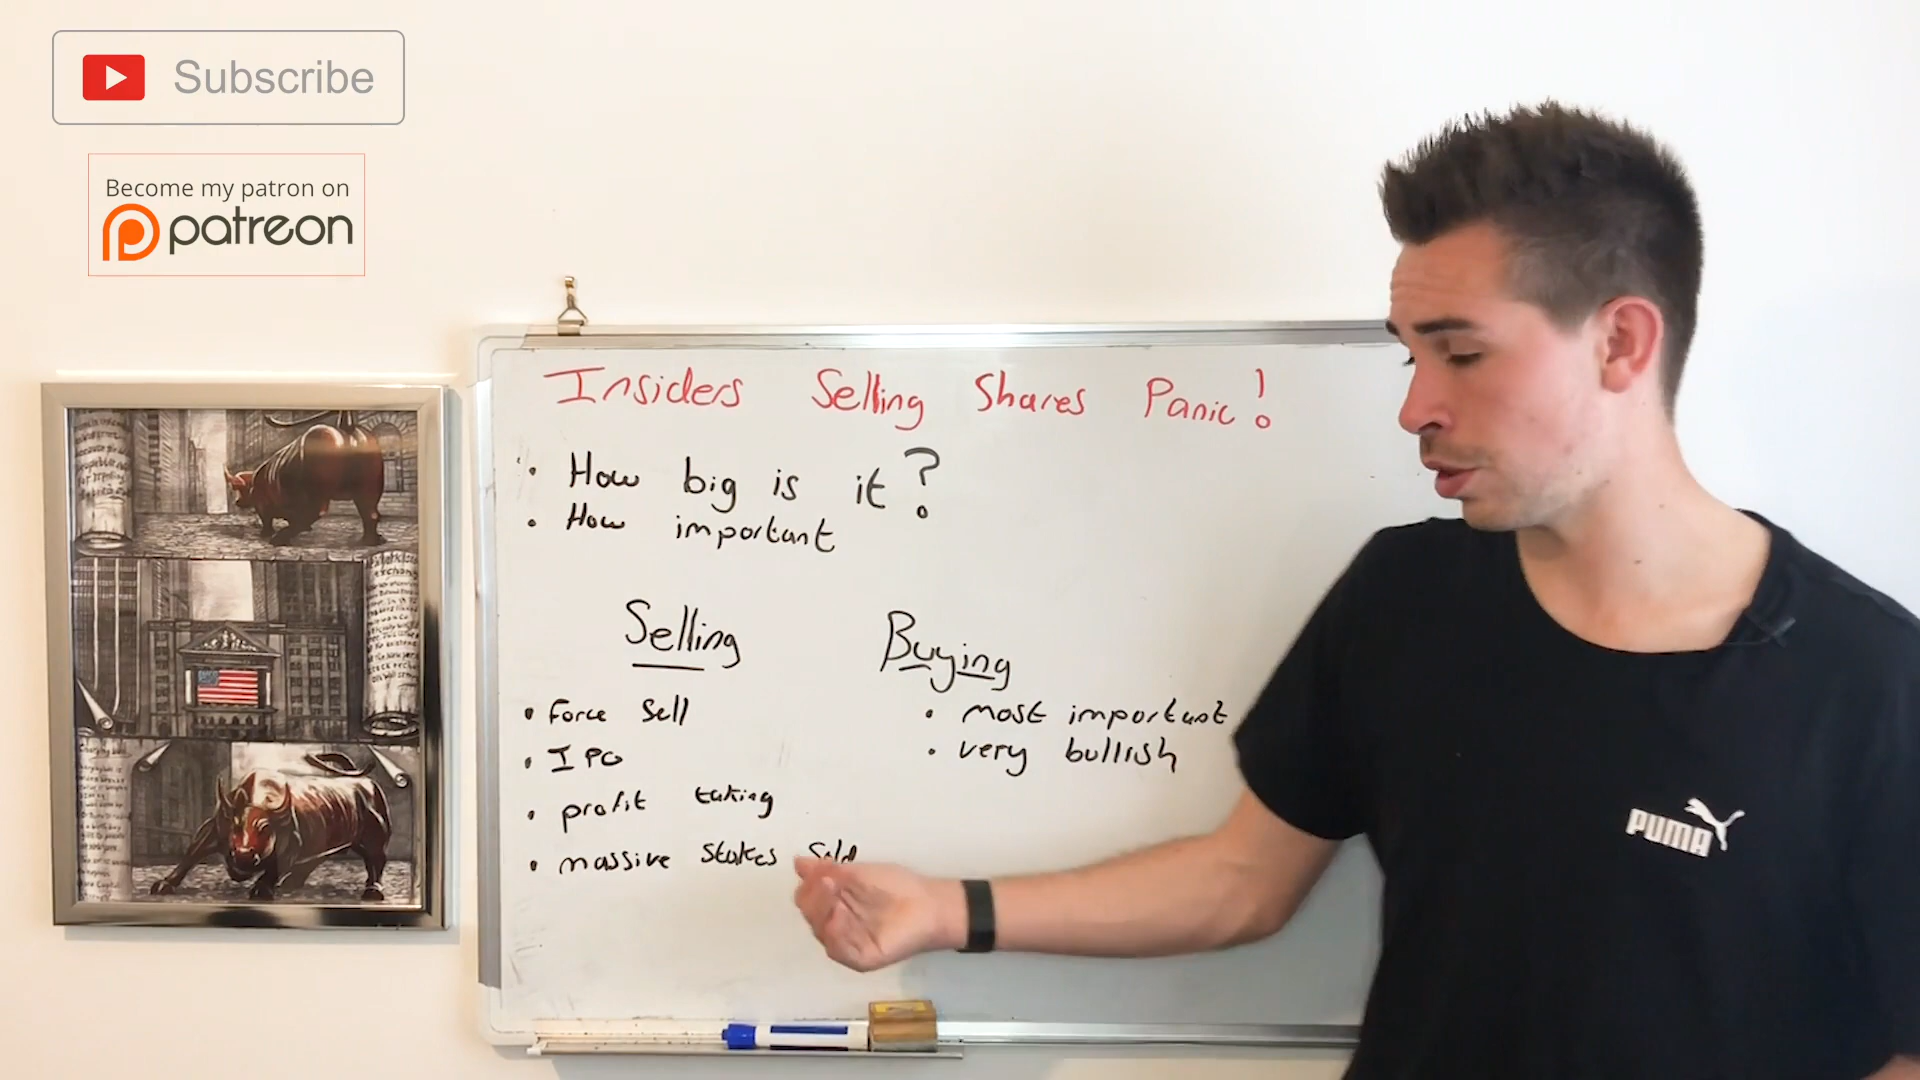 Subscribe
Become my patron on
patreon
Insiders Selling Shares Panic!
• How big is it?
• How important
Selling
• Force Sell
• IPO
• profit taking
• massive stakes Sold
Buying
• most important
• very bullish
PUMA